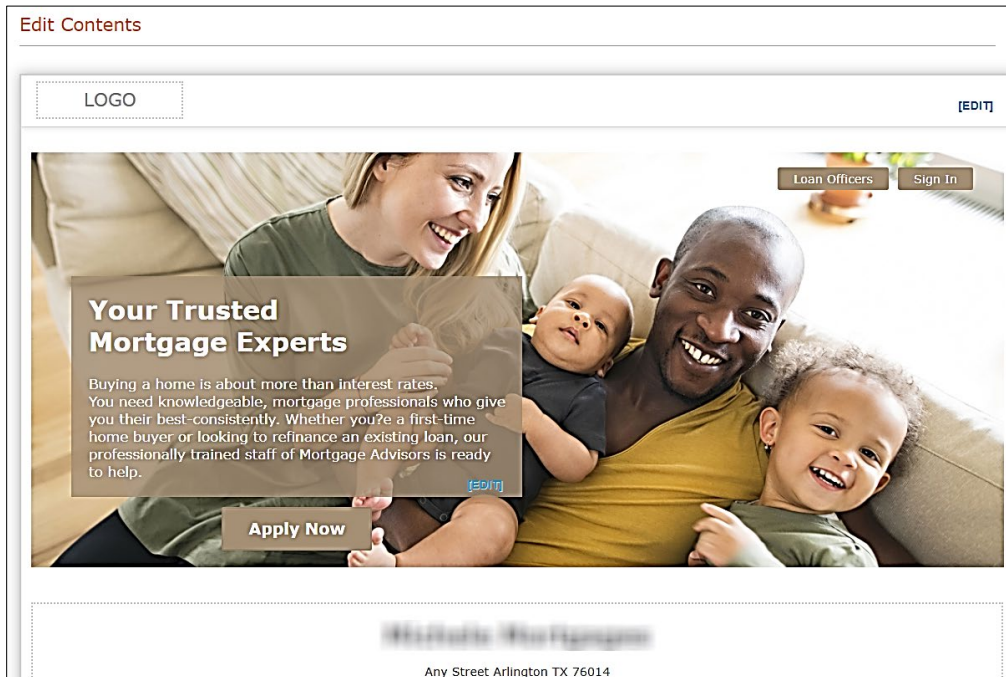 Edit Contents
LOGO
[EDIT]
Loan Officers
Sign In
Your Trusted
Mortgage Experts
Buying a home is about more than interest rates.
You need knowledgeable, mortgage professionals who give
you their best-consistently. Whether you?e a first-time
home buyer or looking to refinance an existing loan, our
professionally trained staff of Mortgage Advisors is ready
to help.
[EDIT]
Apply Now
Any Street Arlington TX 76014